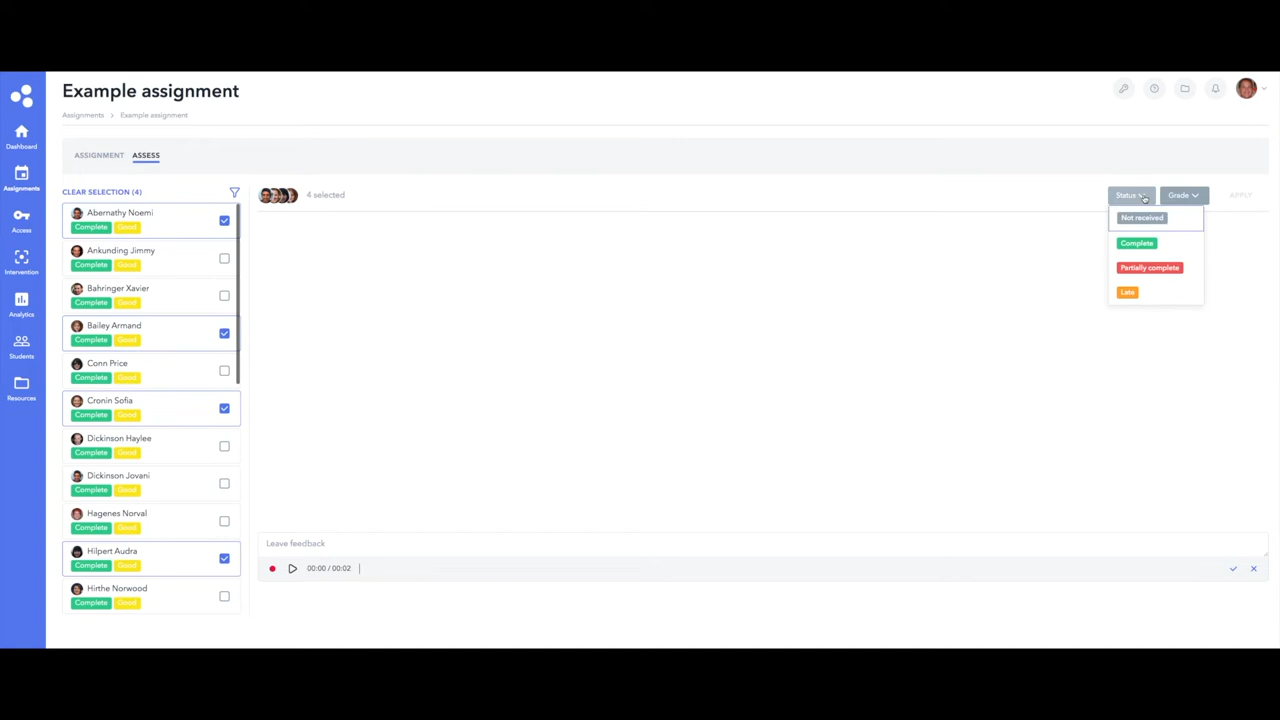 Example assignment
Assignments > Example assignment
Dashboard
Assignments
Access
Intervention
Analytics
Students
Resources
ASSIGNMENT ASSESS
CLEAR SELECTION (4)
Abernathy Noemi
Complete Good
Ankunding Jimmy
Complete Good
Bahringer Xavier
Complete Good
Bailey Armand
Complete Good
Conn Price
Complete Good
Cronin Sofia
Complete Good
Dickinson Haylee
Complete Good
Dickinson Jovani
Complete Good
Hagenes Norval
Complete Good
Hilpert Audra
Complete Good
Hirthe Norwood
Complete Good
4 selected
Status Grade APPLY
Not received
Complete
Partially complete
Late
Leave feedback
00:00 / 00:02